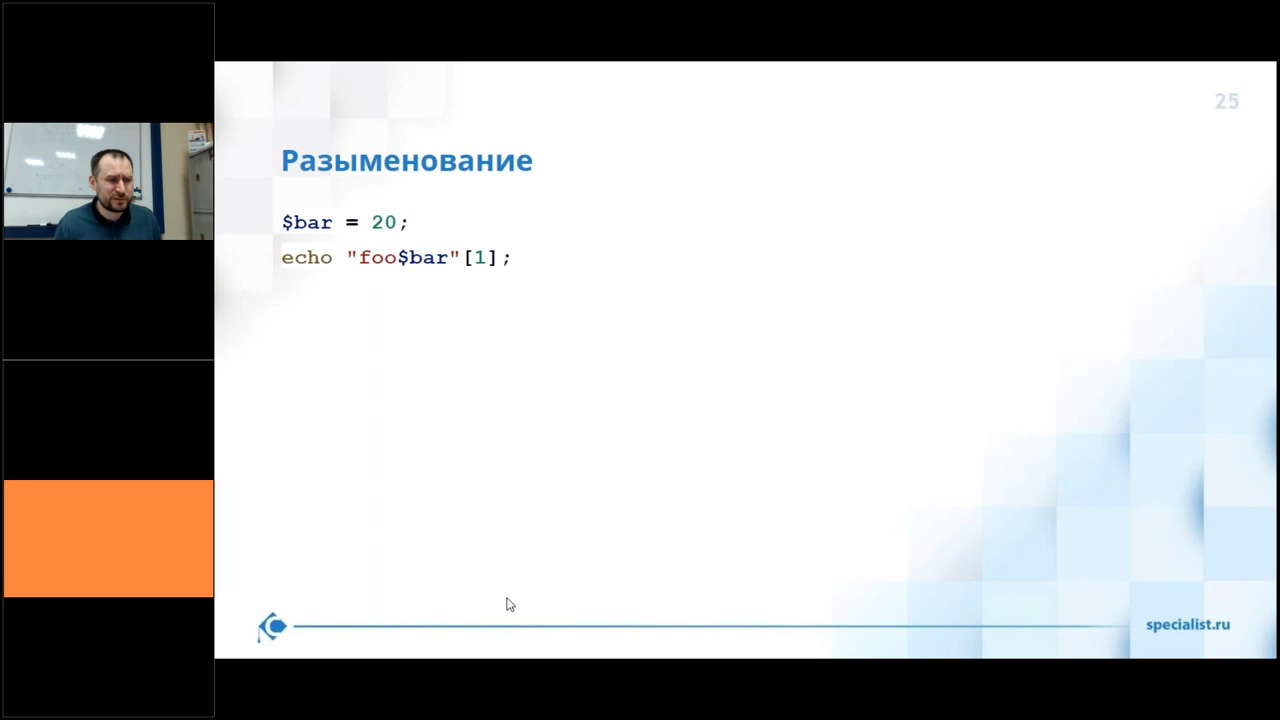 25
Разыменование
$bar = 20;
echo "foo$bar"[1];
specialist.ru